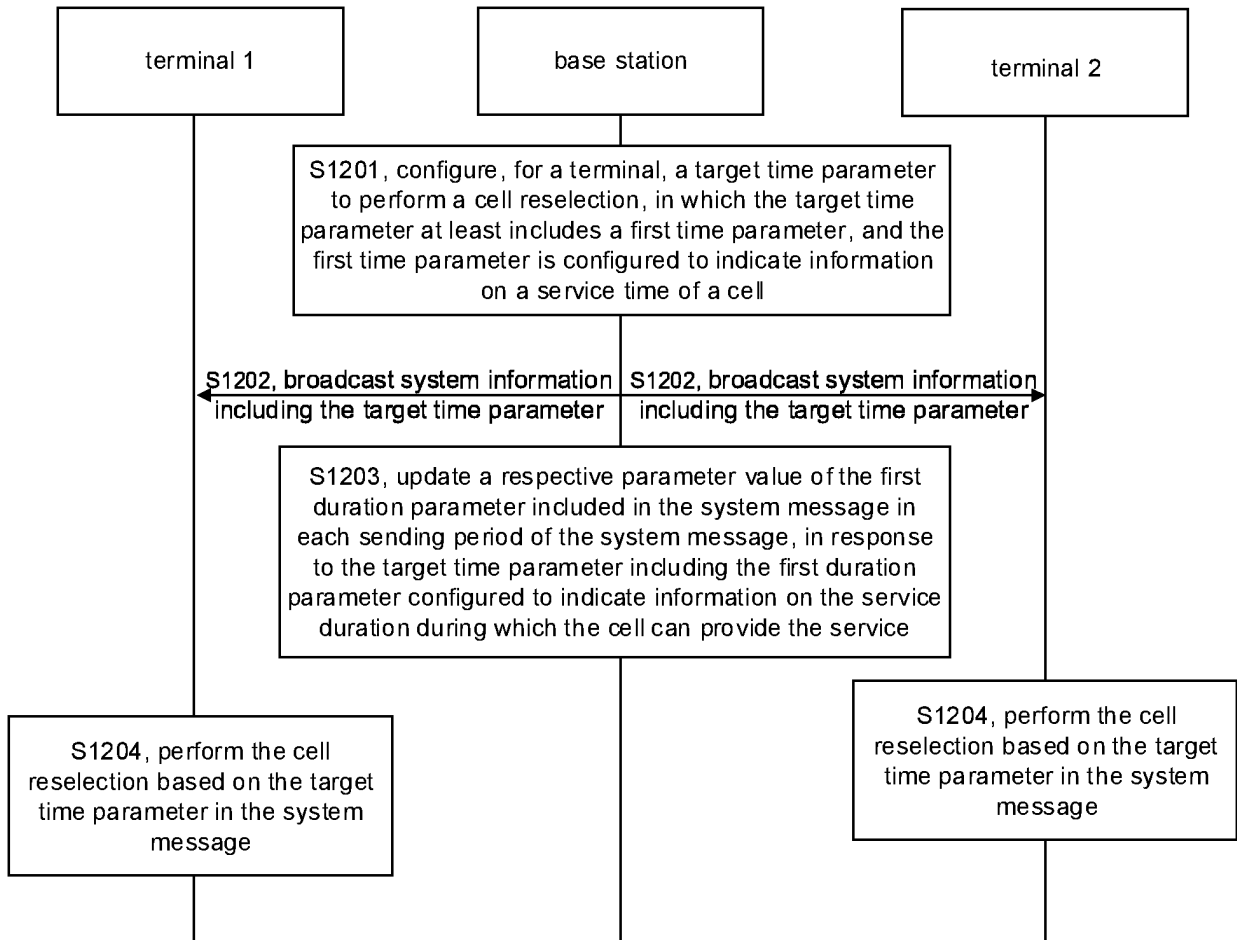 terminal 1
base station
terminal 2
S1201, configure, for a terminal, a target time parameter
to perform a cell reselection, in which the target time
parameter at least includes a first time parameter, and the
first time parameter is configured to indicate information
on a service time of a cell
S1202, broadcast system information
including the target time parameter
S1202, broadcast system information
including the target time parameter
S1203, update a respective parameter value of the first
duration parameter included in the system message in
each sending period of the system message, in response
to the target time parameter including the first duration
parameter configured to indicate information on the service
duration during which the cell can provide the service
S1204, perform the cell
reselection based on the target
time parameter in the system
message
S1204, perform the cell
reselection based on the target
time parameter in the system
message